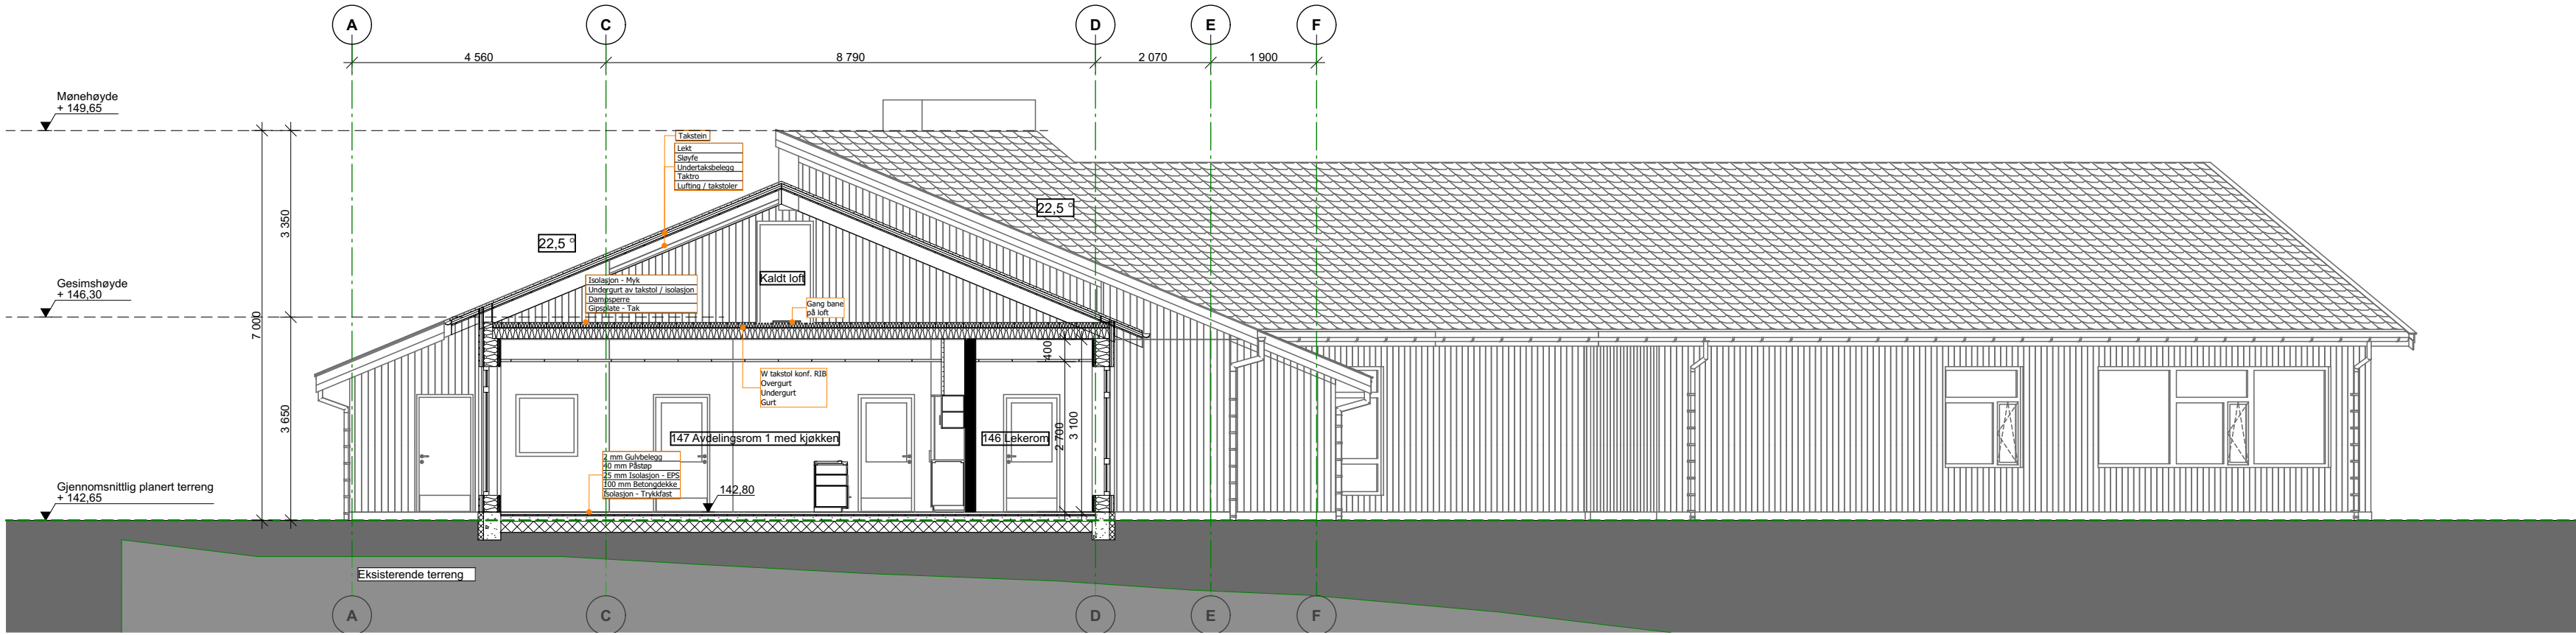 A
C
D
E
F
4 560
8 790
2 070
1 900
Mønehøyde
+ 149,65
Takstein
Lekt
Sløyfe
Undertaksbelegg
Taktro
Lufting / takstoler
22,5 °
22,5 °
3 350
Kaldt loft
Isolasjon - Myk
Undergurt av takstol / isolasjon
Dampsperre
Gipsplate - Tak
Gesimshøyde
+ 146,30
Gang bane
på loft
7 000
400
W takstol konf. RIB
Overgurt
Undergurt
Gurt
3 650
147 Avdelingsrom 1 med kjøkken
146 Lekerom
2 700
3 100
2 mm Gulvbelegg
40 mm Påstøp
25 mm Isolasjon - EPS
100 mm Betongdekke
Isolasjon - Trykkfast
142,80
Gjennomsnittlig planert terreng
+ 142,65
Eksisterende terreng
A
C
D
E
F